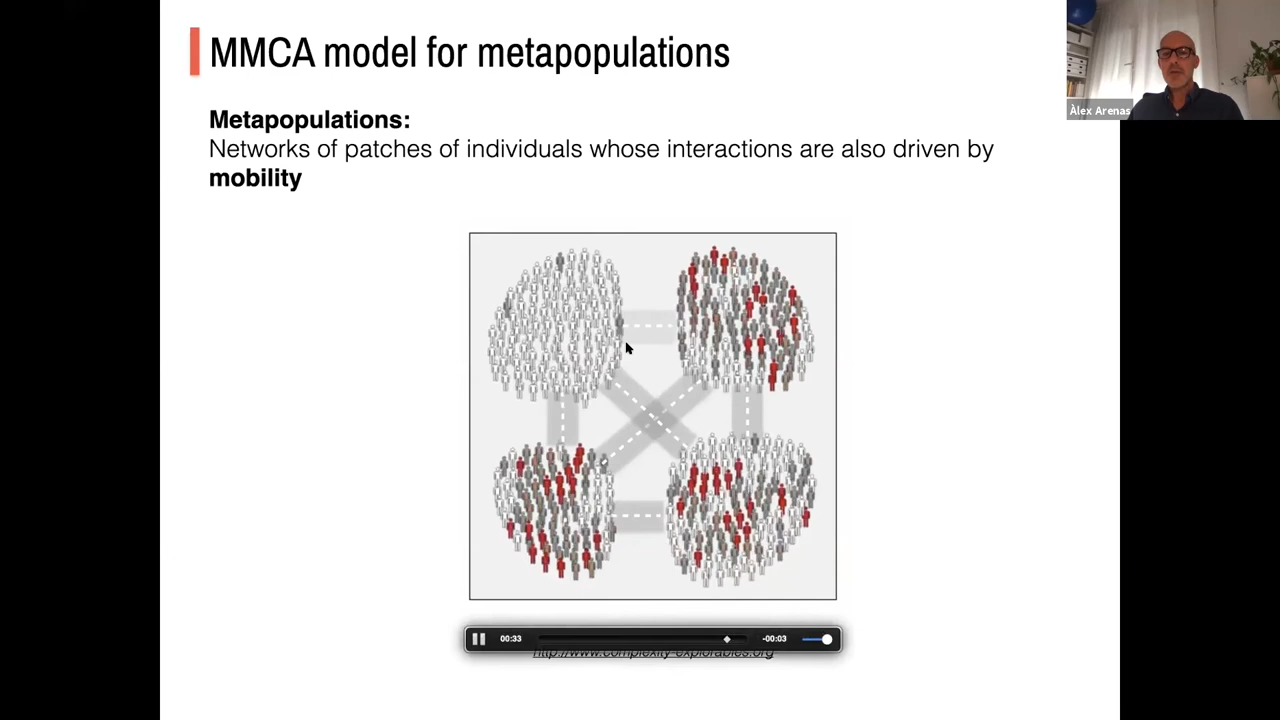 MMCA model for metapopulations
Àlex Arenas
Metapopulations:
Networks of patches of individuals whose interactions are also driven by
mobility
00:33
-00:03
http://www.complexity-explorables.org